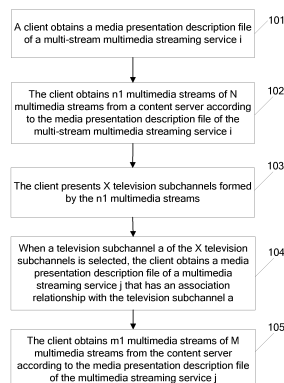 A client obtains a media presentation description file
of a multi-stream multimedia streaming service i
101
The client obtains n1 multimedia streams of N
multimedia streams from a content server according
to the media presentation description file of the
multi-stream multimedia streaming service i
102
The client presents X television subchannels formed
by the n1 multimedia streams
103
When a television subchannel a of the X television
subchannels is selected, the client obtains a media
presentation description file of a multimedia
streaming service j that has an association
relationship with the television subchannel a
104
The client obtains m1 multimedia streams of M
multimedia streams from the content server
according to the media presentation description file
of the multimedia streaming service j
105